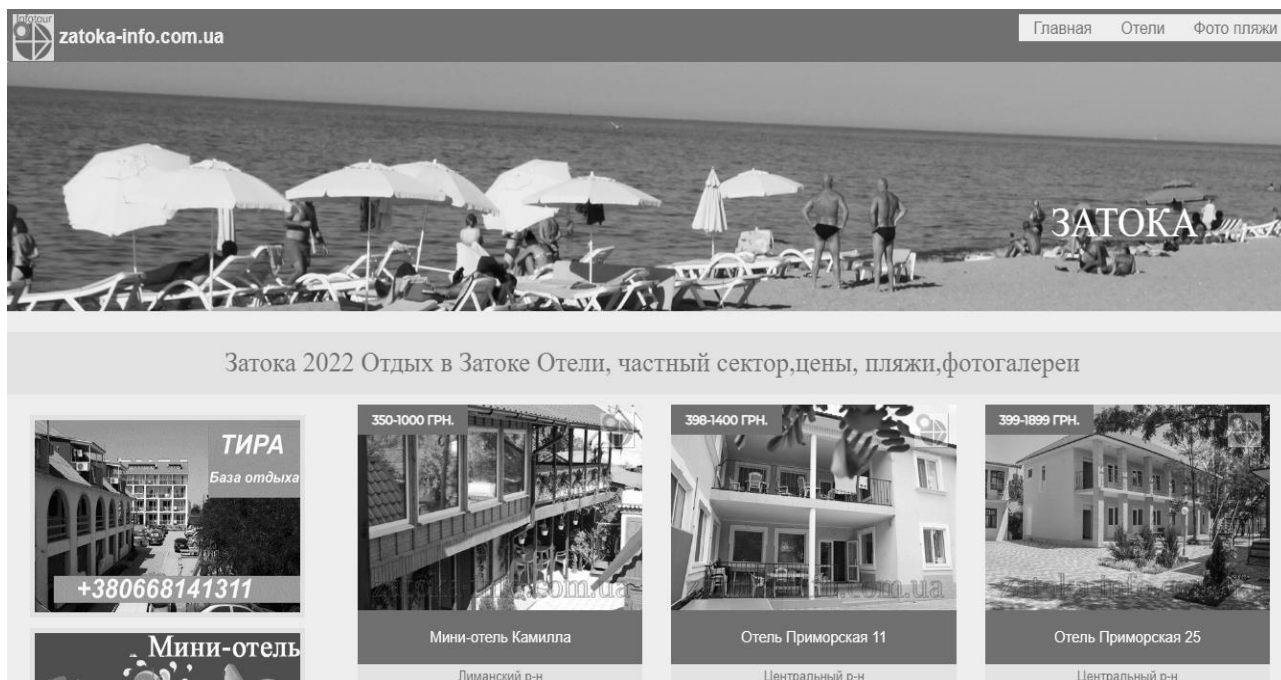 Infotour
zatoka-info.com.ua
Главная Отели Фото пляжи
ЗАТОКА
Затока 2022 Отдых в Затоке Отели, частный сектор,цены, пляжи,фотогалереи
ТИРА
База отдыха
+380668141311
Мини-отель
350-1000 ГРН.
Мини-отель Камилла
Лиманский р-н
398-1400 ГРН.
Отель Приморская 11
Центральный р-н
399-1899 ГРН.
Отель Приморская 25
Центральный р-н